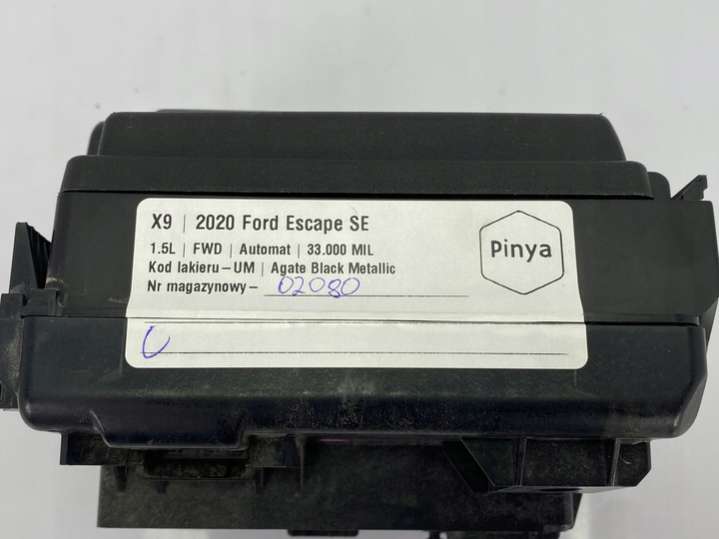 X9 | 2020 Ford Escape SE
1.5L | FWD | Automat | 33.000 MIL
Kod lakieru – UM | Agate Black Metallic
Nr magazynowy – 02080
Pinya
U